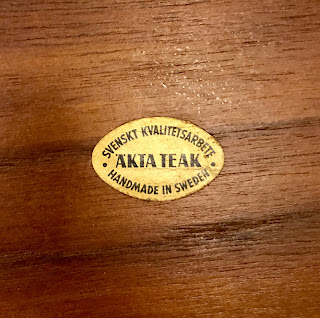 SVENSKT KVALITETSARBETE
• ÄKTA TEAK •
HANDMADE IN SWEDEN